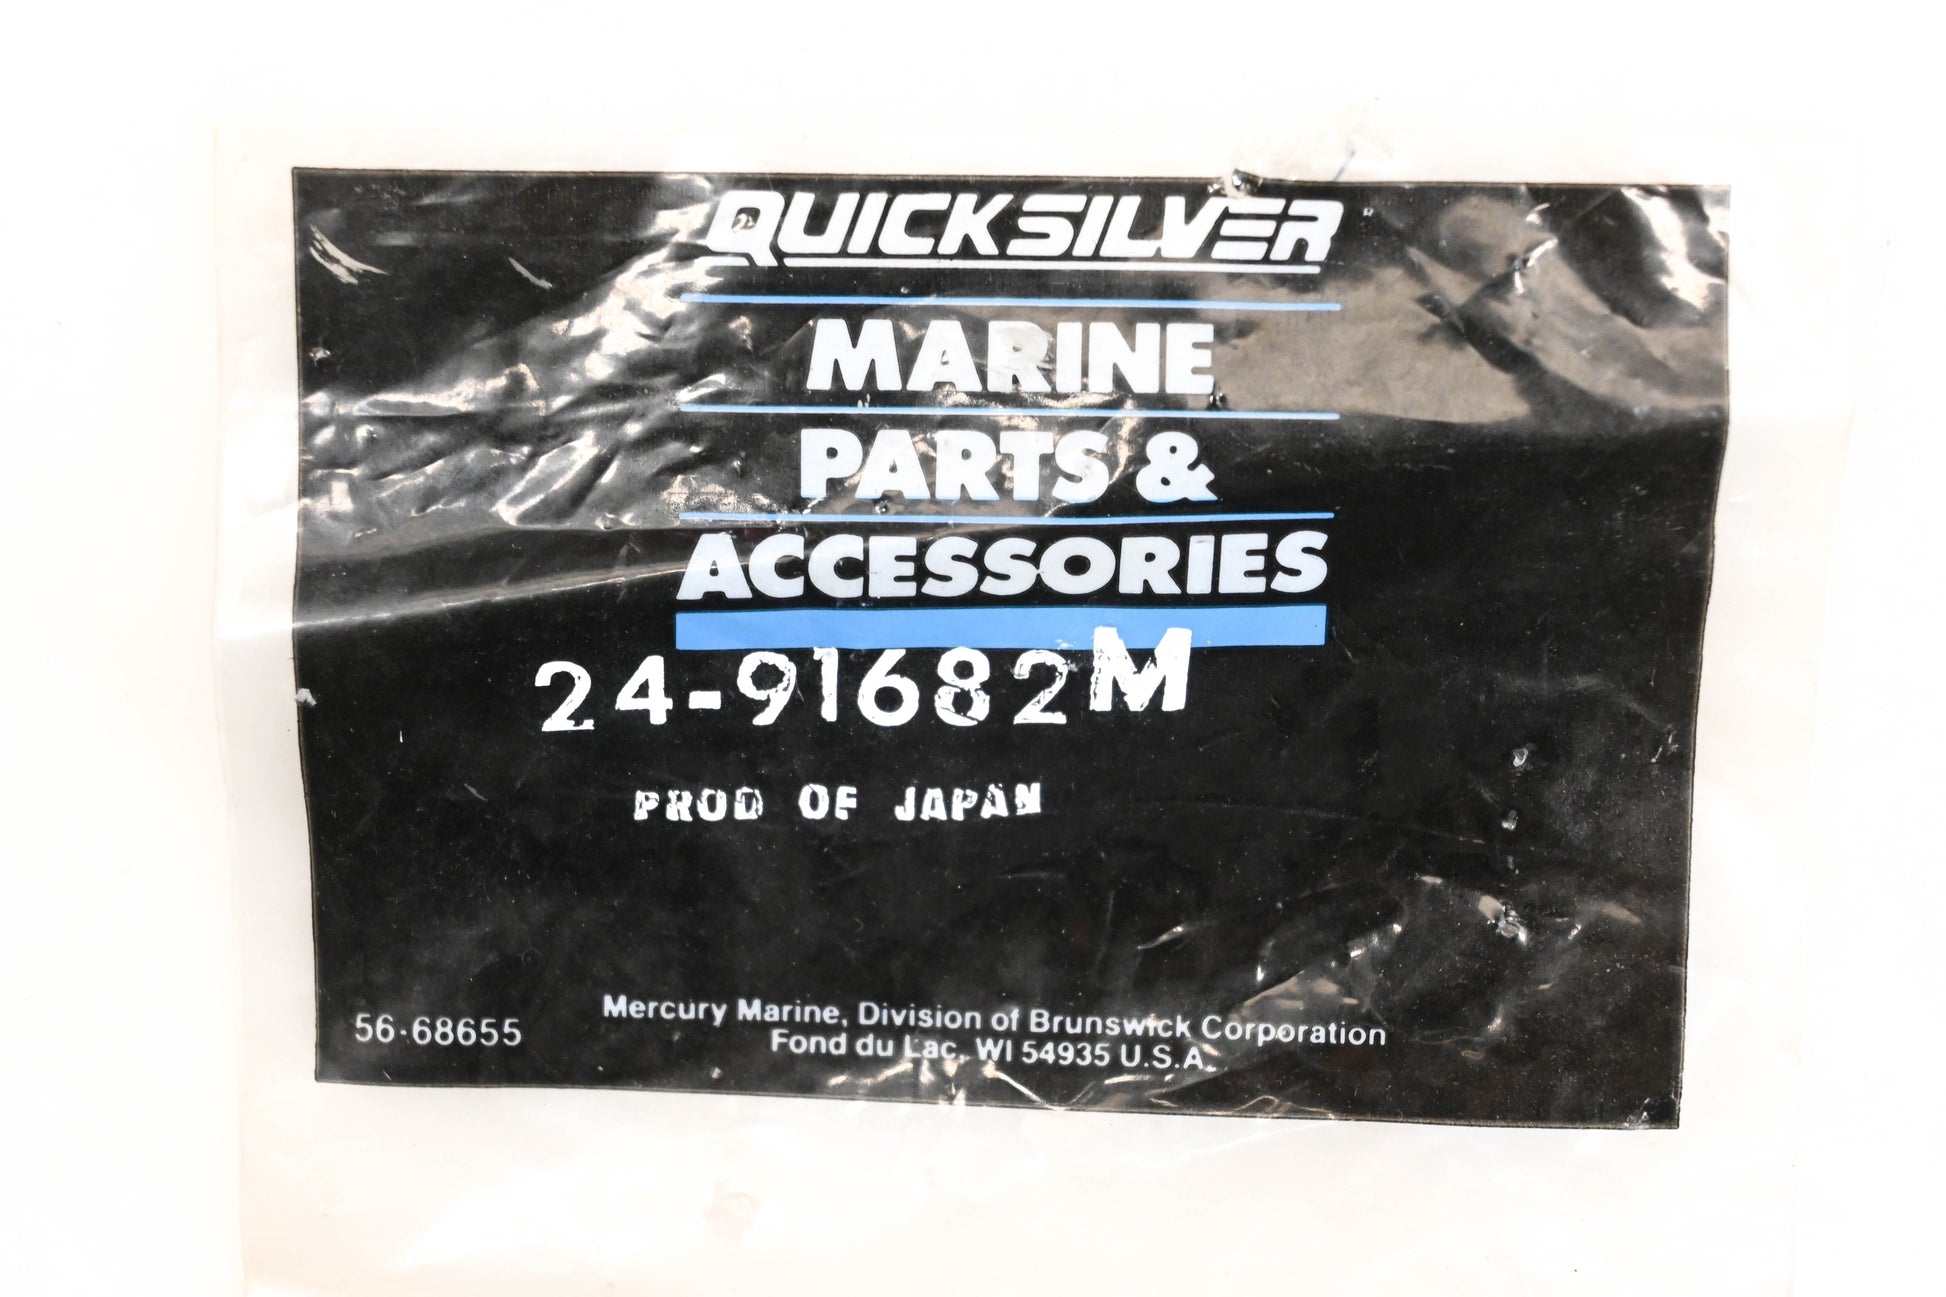 QUICKSILVER
MARINE
PARTS &
ACCESSORIES
24-91682M
PROD OF JAPAN
56-68655
Mercury Marine, Division of Brunswick Corporation
Fond du Lac, WI 54935 U.S.A.